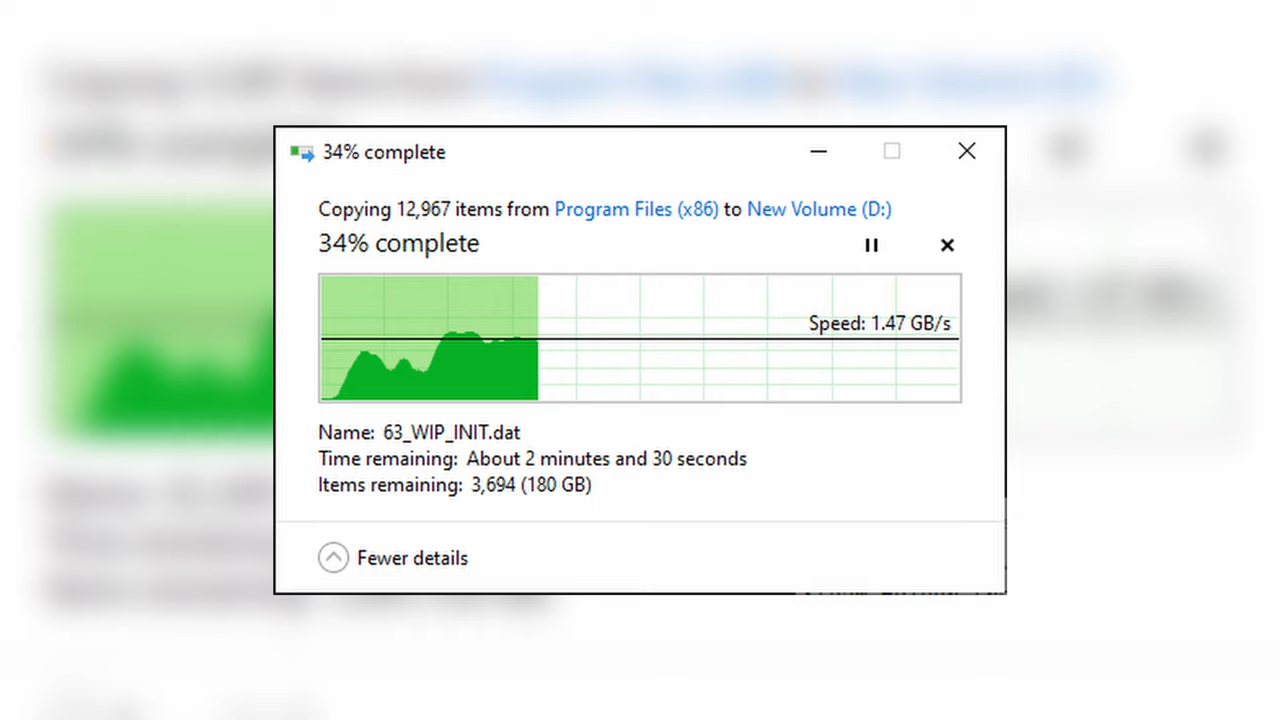 34% complete
Copying 12,967 items from Program Files (x86) to New Volume (D:)
34% complete
Speed: 1.47 GB/s
Name: 63_WIP_INIT.dat
Time remaining: About 2 minutes and 30 seconds
Items remaining: 3,694 (180 GB)
Fewer details